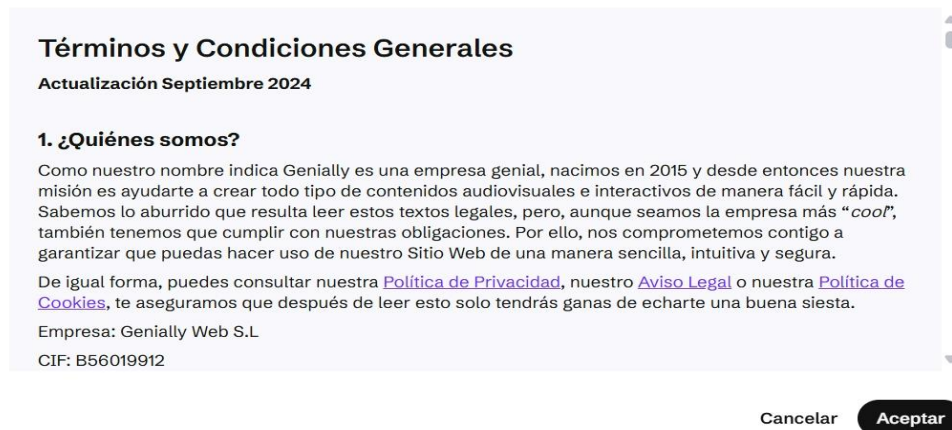 Términos y Condiciones Generales
Actualización Septiembre 2024
1. ¿Quiénes somos?
Como nuestro nombre indica Genially es una empresa genial, nacimos en 2015 y desde entonces nuestra
misión es ayudarte a crear todo tipo de contenidos audiovisuales e interactivos de manera fácil y rápida.
Sabemos lo aburrido que resulta leer estos textos legales, pero, aunque seamos la empresa más “cool”,
también tenemos que cumplir con nuestras obligaciones. Por ello, nos comprometemos contigo a
garantizar que puedas hacer uso de nuestro Sitio Web de una manera sencilla, intuitiva y segura.
De igual forma, puedes consultar nuestra Política de Privacidad, nuestro Aviso Legal o nuestra Política de
Cookies, te aseguramos que después de leer esto solo tendrás ganas de echarte una buena siesta.
Empresa: Genially Web S.L
CIF: B56019912
Cancelar Aceptar